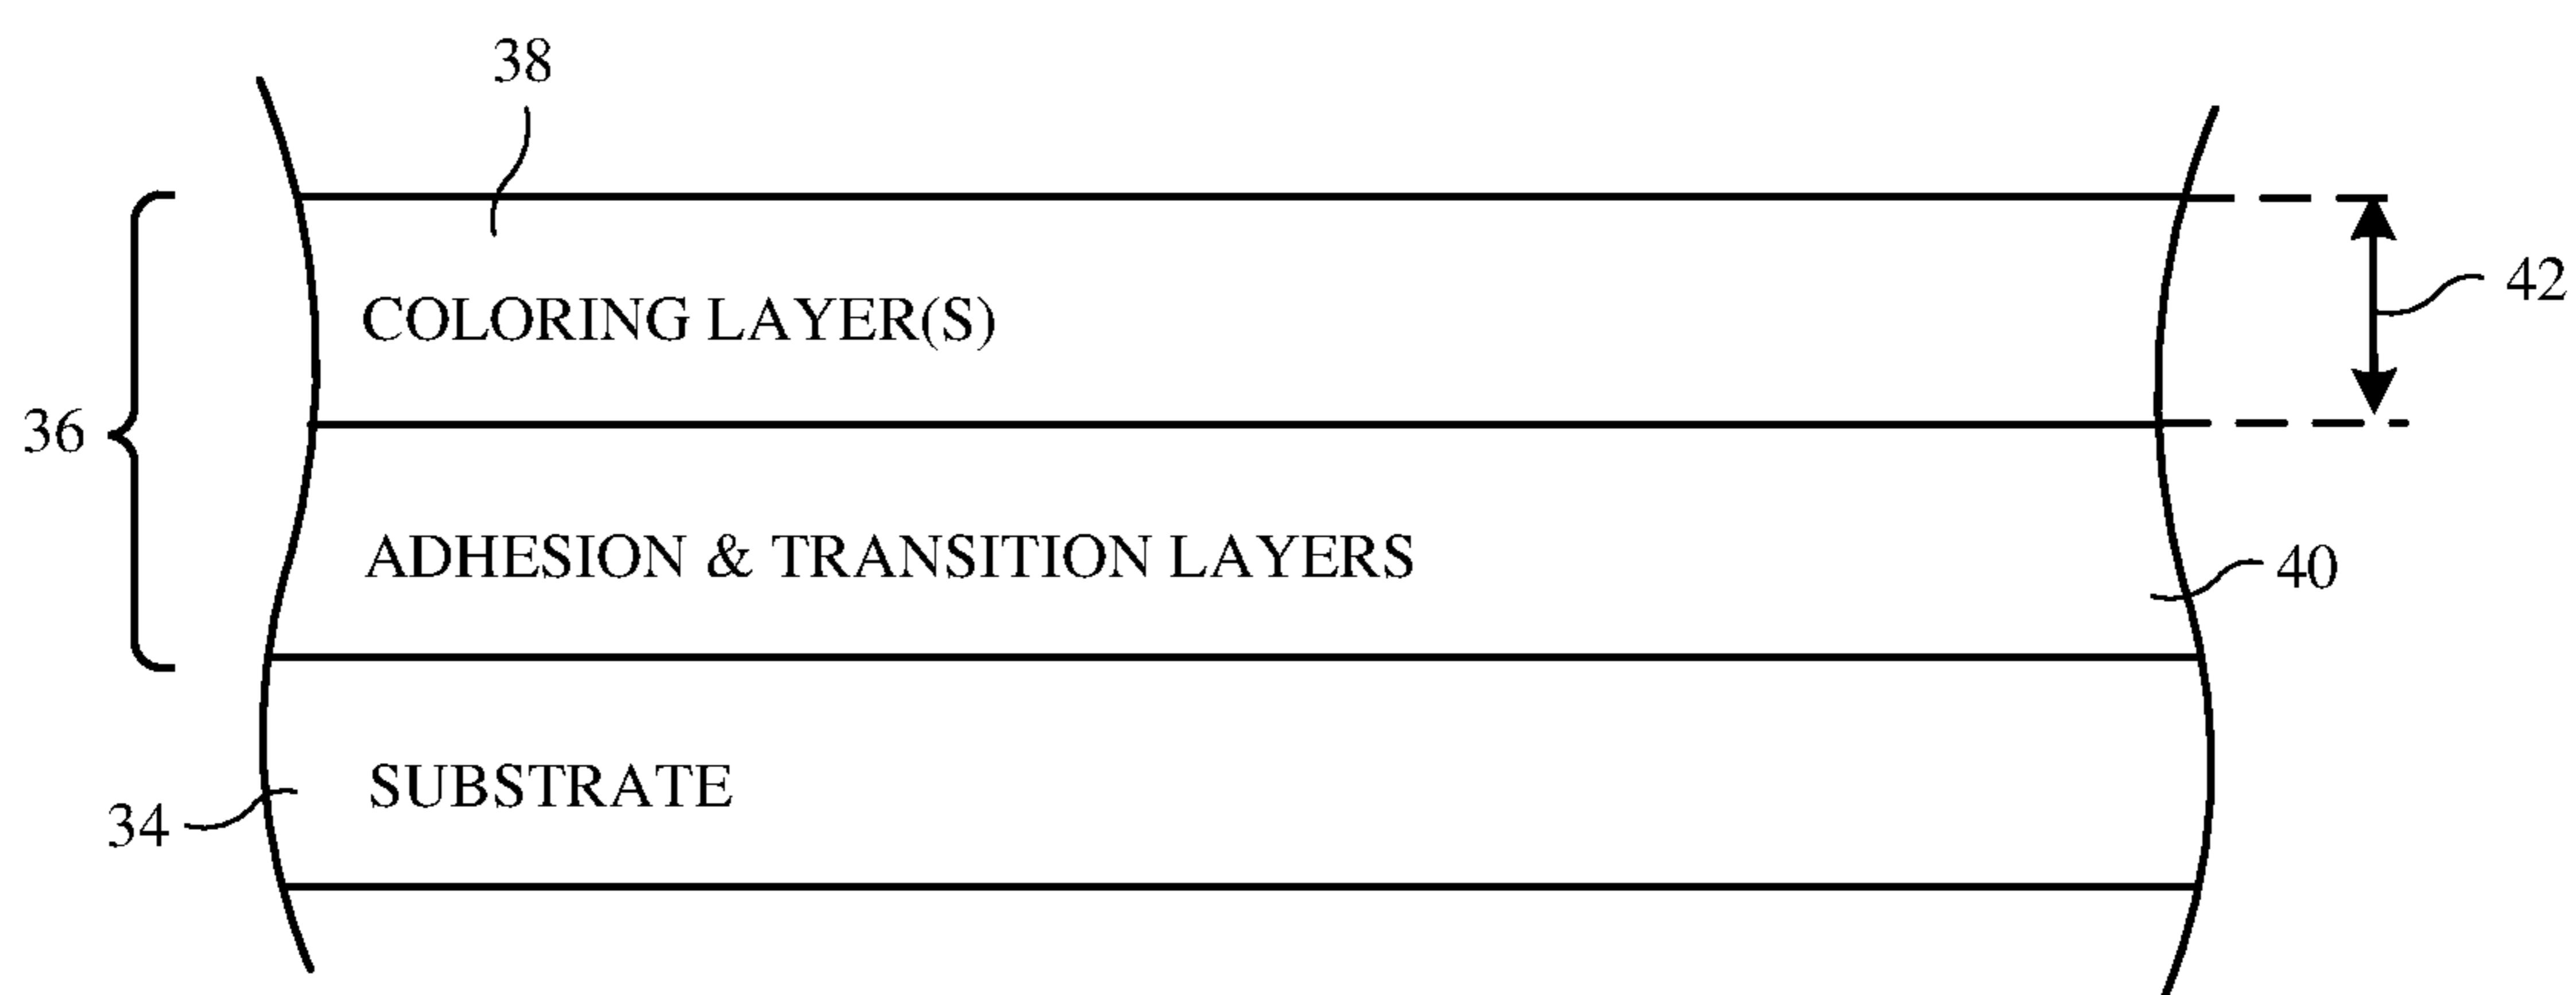 38
42
COLORING LAYER(S)
36
ADHESION & TRANSITION LAYERS
40
SUBSTRATE
34